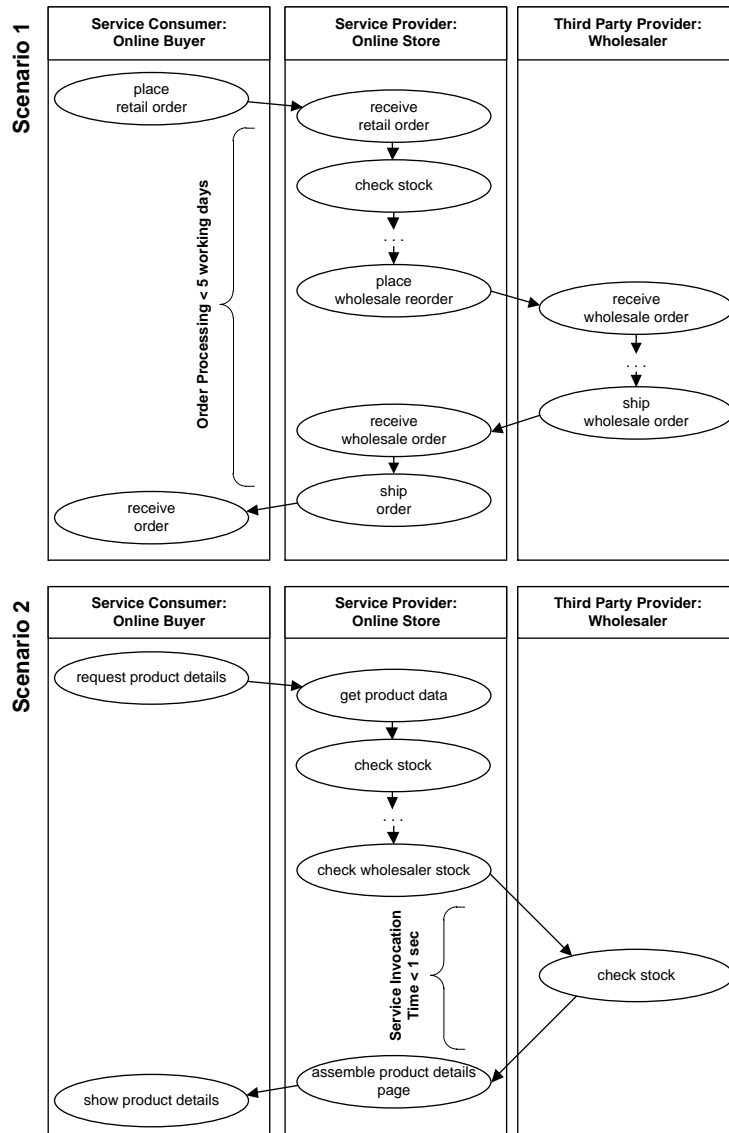 Scenario 1
Service Consumer:
Online Buyer
Service Provider:
Online Store
Third Party Provider:
Wholesaler
place
retail order
receive
retail order
check stock
. . .
place
wholesale reorder
receive
wholesale order
. . .
ship
wholesale order
Order Processing < 5 working days
receive
wholesale order
ship
order
receive
order
Scenario 2
Service Consumer:
Online Buyer
Service Provider:
Online Store
Third Party Provider:
Wholesaler
request product details
get product data
check stock
. . .
check wholesaler stock
Service Invocation
Time < 1 sec
check stock
assemble product details
page
show product details